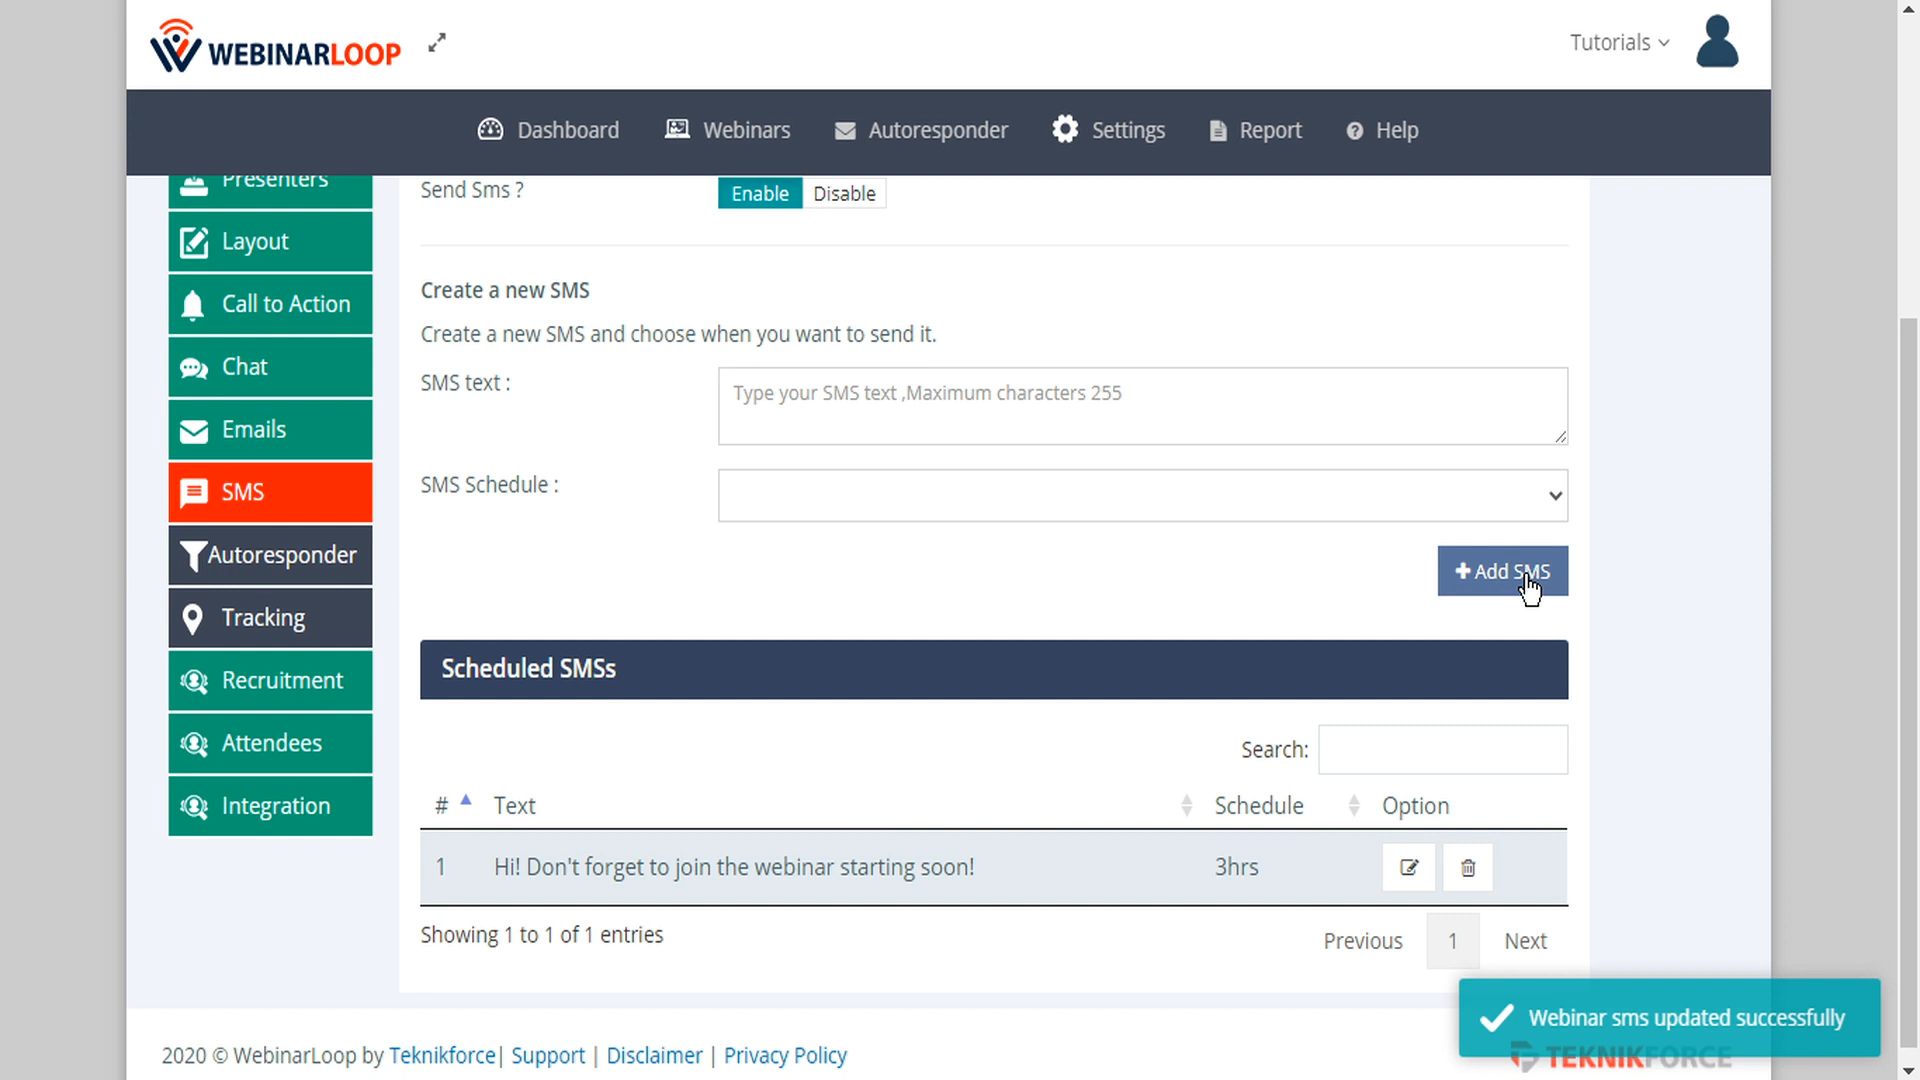 WEBINARLOOP
Tutorials
Dashboard Webinars Autoresponder Settings Report Help
Presenters
Layout
Call to Action
Chat
Emails
SMS
Autoresponder
Tracking
Recruitment
Attendees
Integration
Send Sms ? Enable Disable
Create a new SMS
Create a new SMS and choose when you want to send it.
SMS text : Type your SMS text ,Maximum characters 255
SMS Schedule :
Add SMS
Scheduled SMSs
Search:
# Text Schedule Option
1 Hi! Don't forget to join the webinar starting soon! 3hrs
Showing 1 to 1 of 1 entries
Previous 1 Next
Webinar sms updated successfully
2020 © WebinarLoop by Teknikforce| Support | Disclaimer | Privacy Policy
TEKNIKFORCE